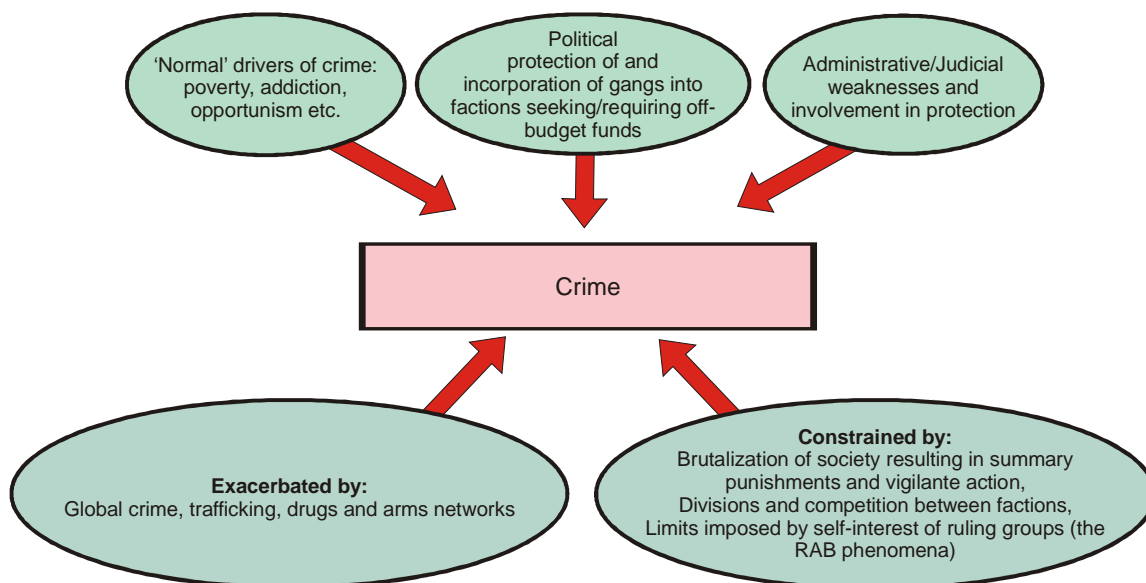 ‘Normal’ drivers of crime:
poverty, addiction,
opportunism etc.
Political
protection of and
incorporation of gangs into
factions seeking/requiring off-
budget funds
Administrative/Judicial
weaknesses and
involvement in protection
Crime
Exacerbated by:
Global crime, trafficking, drugs and arms networks
Constrained by:
Brutalization of society resulting in summary
punishments and vigilante action,
Divisions and competition between factions,
Limits imposed by self-interest of ruling groups (the
RAB phenomena)